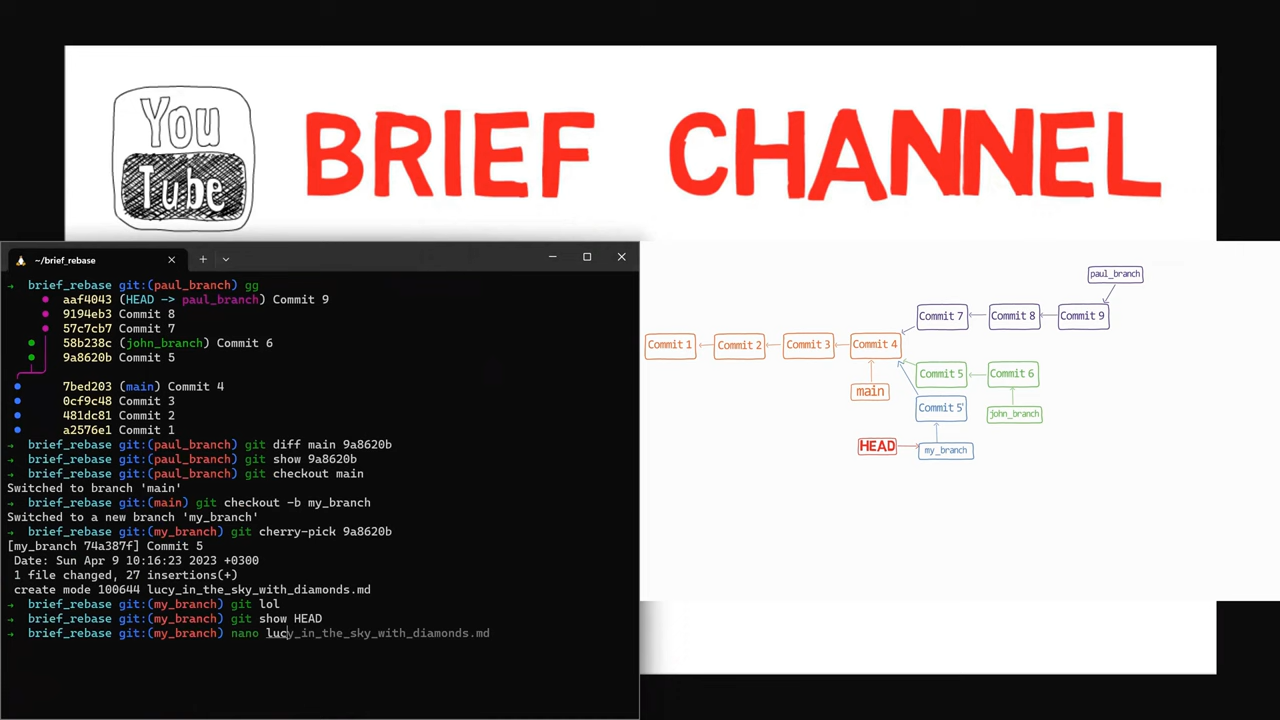 You
Tube
BRIEF CHANNEL
~/brief_rebase
→ brief_rebase git:(paul_branch) gg
aaf4043 (HEAD -> paul_branch) Commit 9
9194eb3 Commit 8
57c7cb7 Commit 7
58b238c (john_branch) Commit 6
9a8620b Commit 5
7bed203 (main) Commit 4
0cf9c48 Commit 3
481dc81 Commit 2
a2576e1 Commit 1
→ brief_rebase git:(paul_branch) git diff main 9a8620b
→ brief_rebase git:(paul_branch) git show 9a8620b
→ brief_rebase git:(paul_branch) git checkout main
Switched to branch 'main'
→ brief_rebase git:(main) git checkout -b my_branch
Switched to a new branch 'my_branch'
→ brief_rebase git:(my_branch) git cherry-pick 9a8620b
[my_branch 74a387f] Commit 5
Date: Sun Apr 9 10:16:23 2023 +0300
1 file changed, 27 insertions(+)
create mode 100644 lucy_in_the_sky_with_diamonds.md
→ brief_rebase git:(my_branch) git lol
→ brief_rebase git:(my_branch) git show HEAD
→ brief_rebase git:(my_branch) nano lucy_in_the_sky_with_diamonds.md
paul_branch
Commit 7
Commit 8
Commit 9
Commit 1
Commit 2
Commit 3
Commit 4
Commit 5
Commit 6
main
Commit 5'
john_branch
HEAD
my_branch